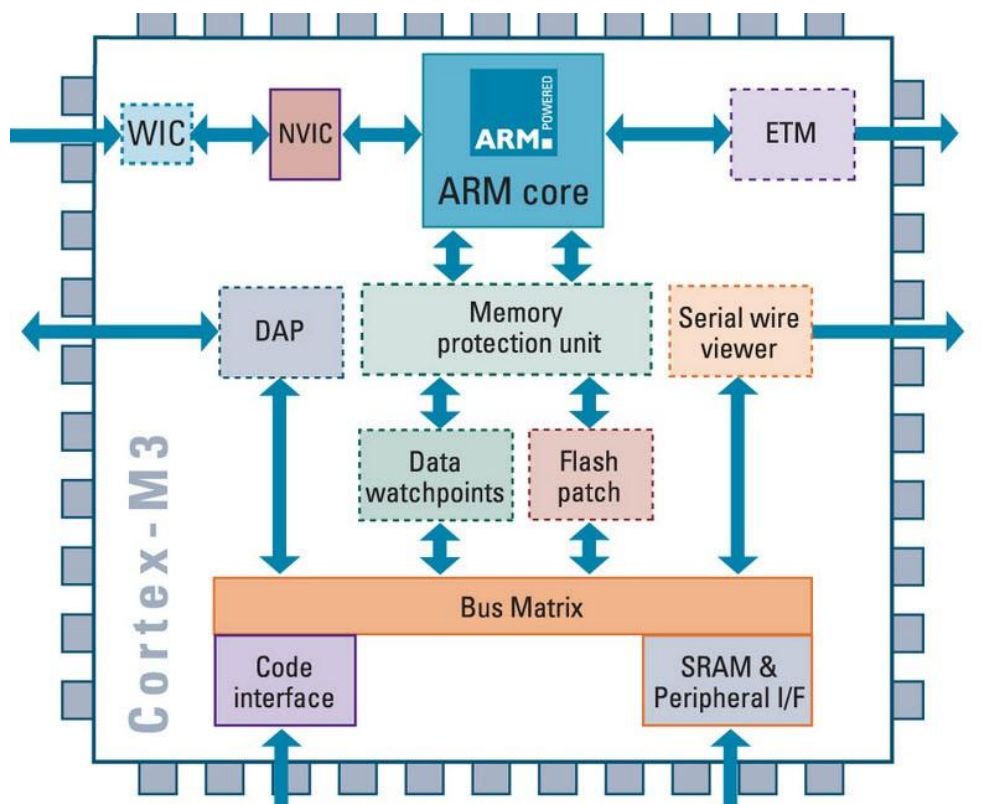 WIC
NVIC
ARM
POWERED
ARM core
ETM
DAP
Memory
protection unit
Serial wire
viewer
Data
watchpoints
Flash
patch
Cortex-M3
Bus Matrix
Code
interface
SRAM &
Peripheral I/F